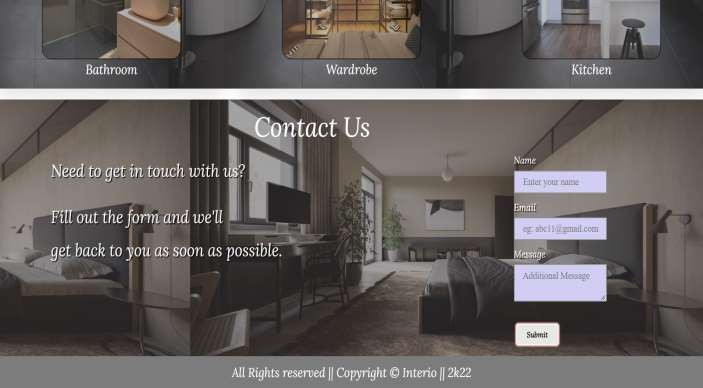 Bathroom
Wardrobe
Kitchen
Contact Us
Need to get in touch with us?
Fill out the form and we'll
get back to you as soon as possible.
Name
Enter your name
Email
eg: abc11@gmail.com
Message
Additional Message
Submit
All Rights reserved || Copyright © Interio || 2k22